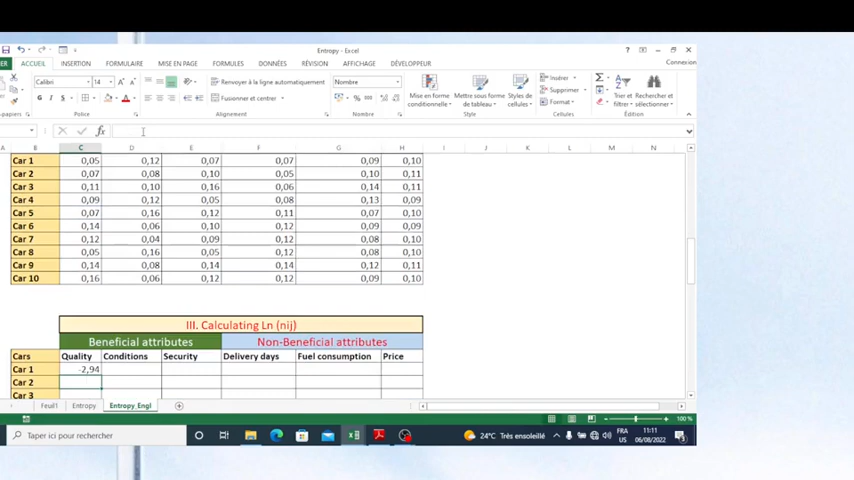 Entropy - Excel
? 
Connexion
IER ACCUEIL INSERTION FORMULAIRE MISE EN PAGE FORMULES DONNÉES RÉVISION AFFICHAGE DÉVELOPPEUR
Calibri 14 A A Renvoyer à la ligne automatiquement Nombre Insérer
G I S Fusionner et centrer % 000 Mise en forme conditionnelle Mettre sous forme de tableau Styles de cellules Format Trier et Rechercher et sélectionner
Police Alignement Nombre Style Cellules Édition
fx
A B C D E F G H I J K L M N
Car 1 0,05 0,12 0,07 0,07 0,09 0,10
Car 2 0,07 0,08 0,10 0,05 0,10 0,11
Car 3 0,11 0,10 0,16 0,06 0,14 0,11
Car 4 0,09 0,12 0,05 0,08 0,13 0,09
Car 5 0,07 0,16 0,12 0,11 0,07 0,10
Car 6 0,14 0,06 0,10 0,12 0,09 0,09
Car 7 0,12 0,04 0,09 0,12 0,08 0,10
Car 8 0,05 0,16 0,05 0,12 0,08 0,10
Car 9 0,14 0,08 0,14 0,14 0,12 0,11
Car 10 0,16 0,06 0,12 0,12 0,09 0,10
III. Calculating Ln (nij)
Beneficial attributes Non-Beneficial attributes
Cars Quality Conditions Security Delivery days Fuel consumption Price
Car 1 -2,94
Car 2
Car 3
Feuil1 Entropy Entropy_Engl
100 %
Taper ici pour rechercher 24°C Très ensoleillé FRA 11:11
US 06/08/2022